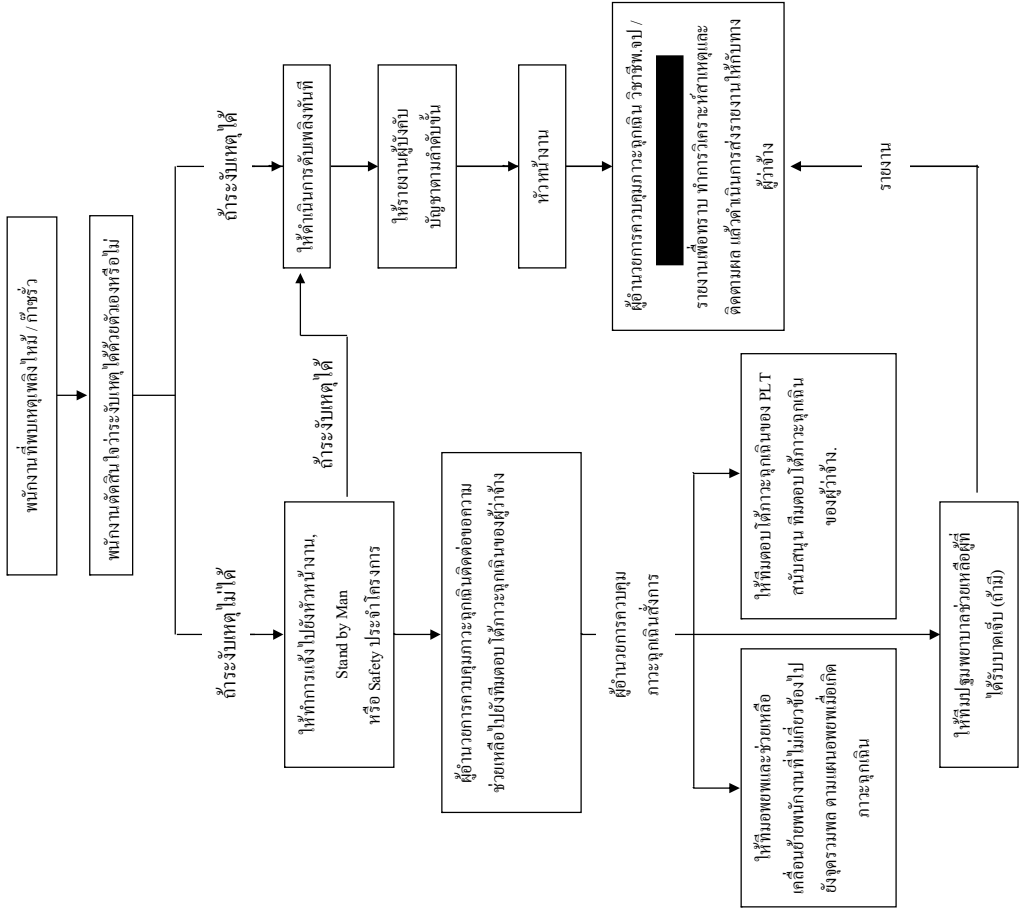 พนักงานที่พบเหตุเพลิงไหม้ / ก๊าซรั่ว
พนักงานตัดสินใจว่าระงับเหตุได้ด้วยตัวเองหรือไม่
ถ้าระงับเหตุไม่ได้
ถ้าระงับเหตุได้
ให้ทำการแจ้งไปยังหัวหน้างาน,
Stand by Man
หรือ Safety ประจำโครงการ
ถ้าระงับเหตุได้
ให้ดำเนินการดับเพลิงทันที
ให้รายงานผู้บังคับ
บัญชาตามลำดับขั้น
หัวหน้างาน
ผู้อำนวยการควบคุมภาวะฉุกเฉิน วิชาชีพ.จป /
รายงานเพื่อทราบ ทำการวิเคราะห์สาเหตุและ
ติดตามผล แล้วดำเนินการส่งรายงานให้กับทาง
ผู้ว่าจ้าง
ผู้อำนวยการควบคุมภาวะฉุกเฉินติดต่อขอความ
ช่วยเหลือไปยังทีมตอบโต้ภาวะฉุกเฉินของผู้ว่าจ้าง
ผู้อำนวยการควบคุม
ภาวะฉุกเฉินสั่งการ
ให้ทีมอพยพและช่วยเหลือ
เคลื่อนย้ายพนักงานที่ไม่เกี่ยวข้องไป
ยังจุดรวมพล ตามแผนอพยพเมื่อเกิด
ภาวะฉุกเฉิน
ให้ทีมตอบโต้ภาวะฉุกเฉินของ PLT
สนับสนุน ทีมตอบโต้ภาวะฉุกเฉิน
ของผู้ว่าจ้าง.
ให้ทีมปฐมพยาบาลช่วยเหลือผู้ที่
ได้รับบาดเจ็บ (ถ้ามี)
รายงาน